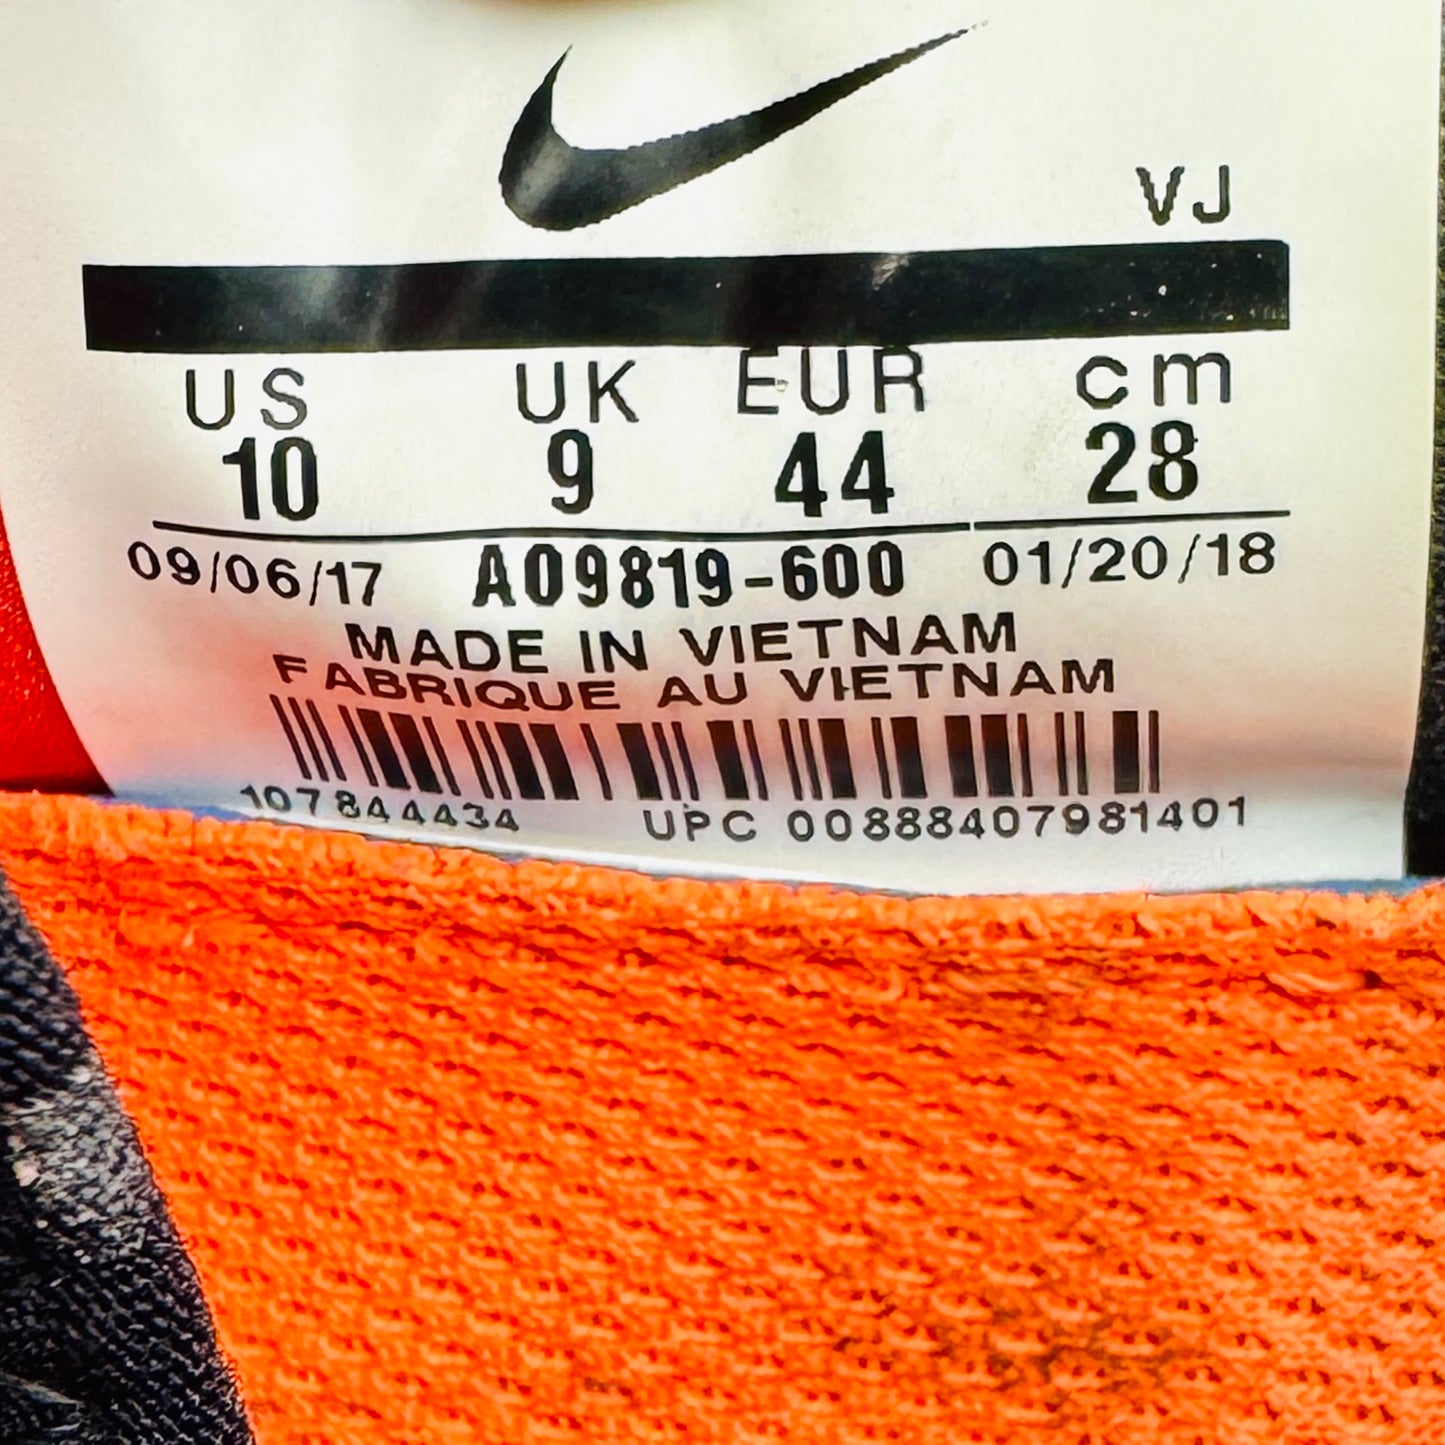 VJ
US UK EUR cm
10 9 44 28
09/06/17 AO9819-600 01/20/18
MADE IN VIETNAM
FABRIQUE AU VIETNAM
107844434 UPC 00888407981401